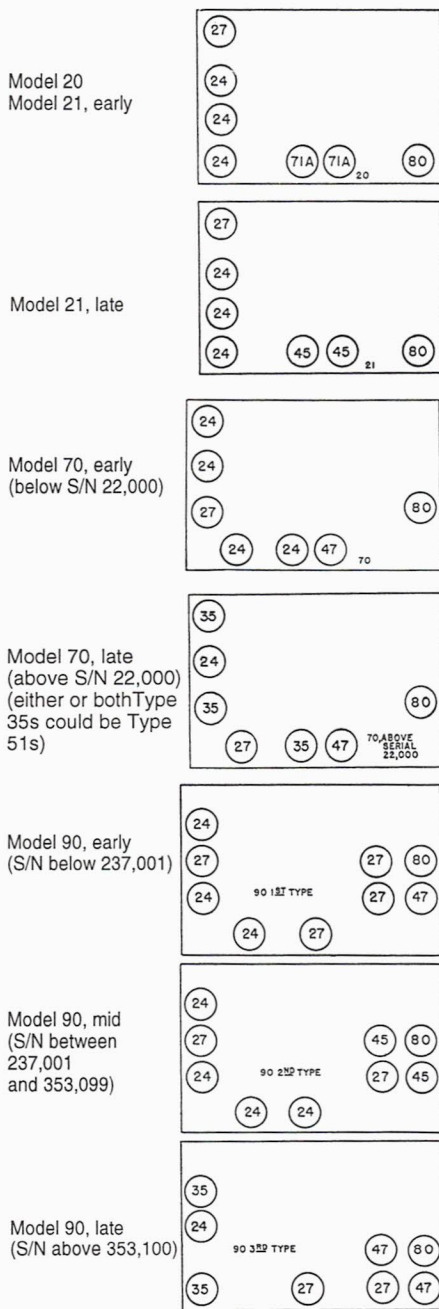 Model 20
Model 21, early
27
24
24
24 71A 71A 20 80
Model 21, late
27
24
24
24 45 45 21 80
Model 70, early
(below S/N 22,000)
24
24
27 80
24 24 47 70
Model 70, late
(above S/N 22,000)
(either or bothType
35s could be Type
51s)
35
24
35 80
27 35 47 70, ABOVE
SERIAL
22,000
Model 90, early
(S/N below 237,001)
24
27 27 80
24 90 1ST TYPE 27 47
24 27
Model 90, mid
(S/N between
237,001
and 353,099)
24
27 45 80
24 90 2ND TYPE 27 45
24 24
Model 90, late
(S/N above 353,100)
35
24 90 3RD TYPE 47 80
35 27 27 47